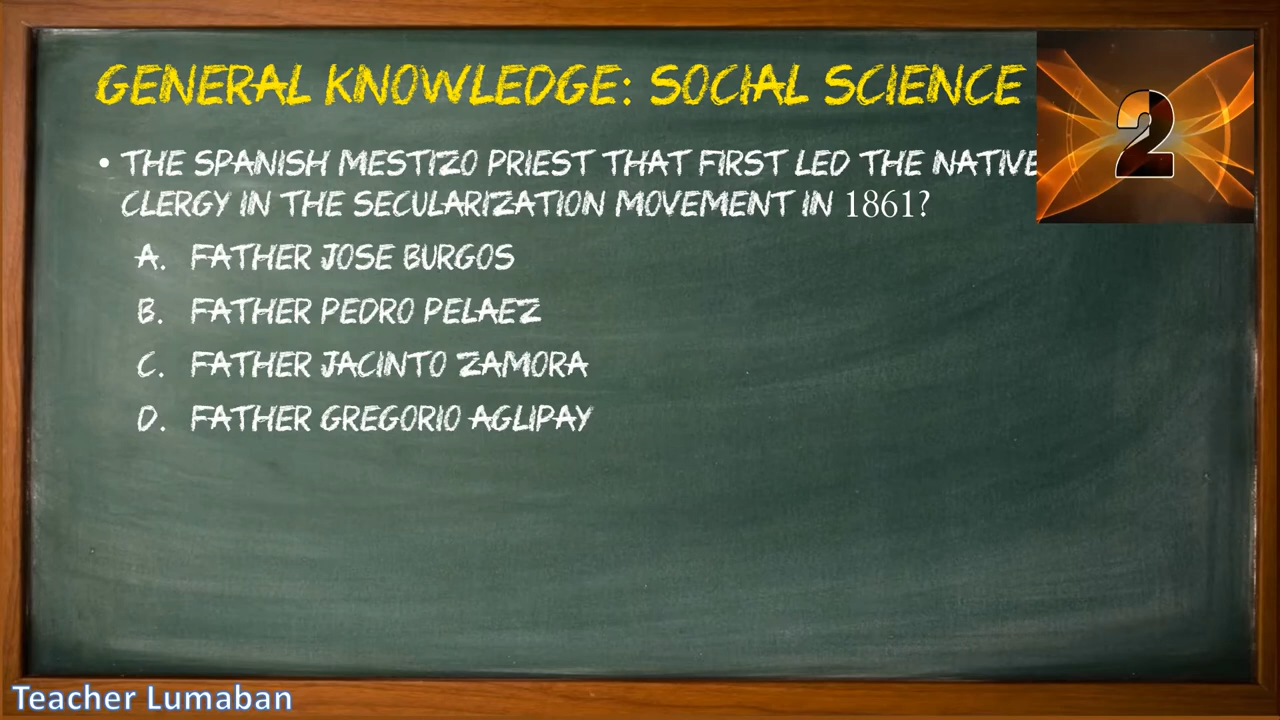 GENERAL KNOWLEDGE: SOCIAL SCIENCE
2
• THE SPANISH MESTIZO PRIEST THAT FIRST LED THE NATIVE
CLERGY IN THE SECULARIZATION MOVEMENT IN 1861?
A. FATHER JOSE BURGOS
B. FATHER PEDRO PELAEZ
C. FATHER JACINTO ZAMORA
D. FATHER GREGORIO AGLIPAY
Teacher Lumaban